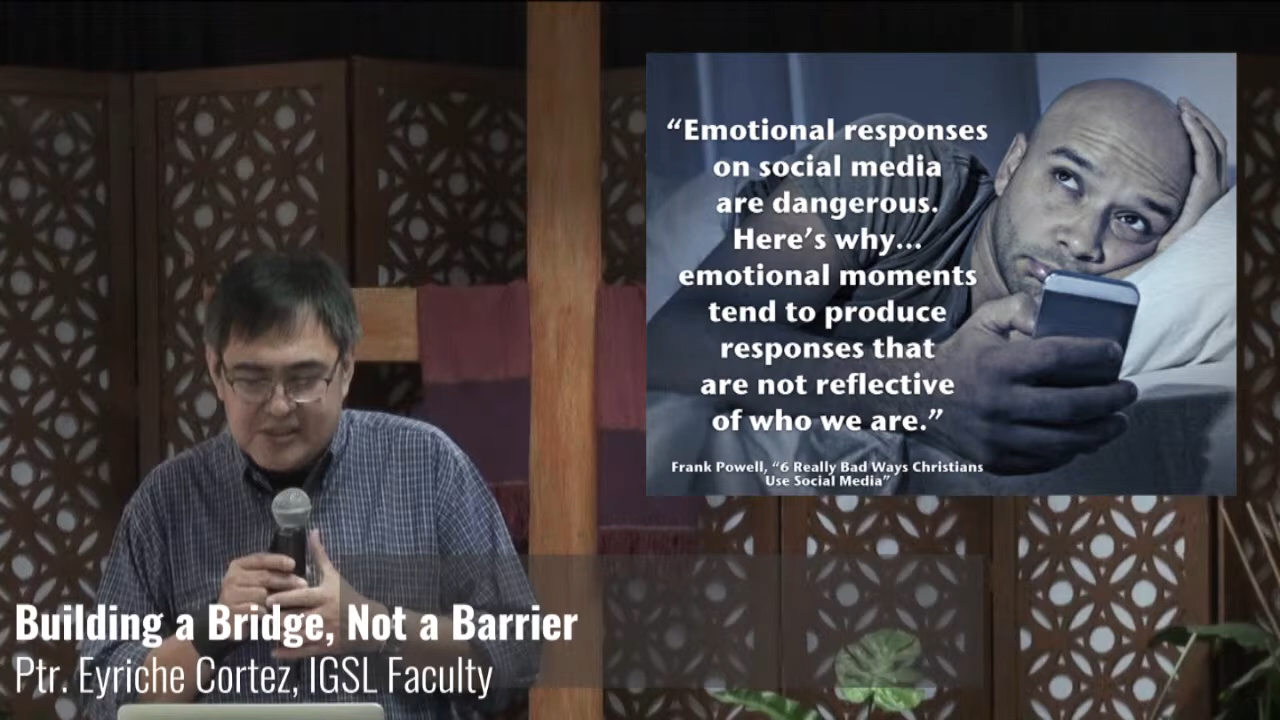 “Emotional responses
on social media
are dangerous.
Here’s why...
emotional moments
tend to produce
responses that
are not reflective
of who we are.”
Frank Powell, “6 Really Bad Ways Christians
Use Social Media”
Building a Bridge, Not a Barrier
Ptr. Eyriche Cortez, IGSL Faculty